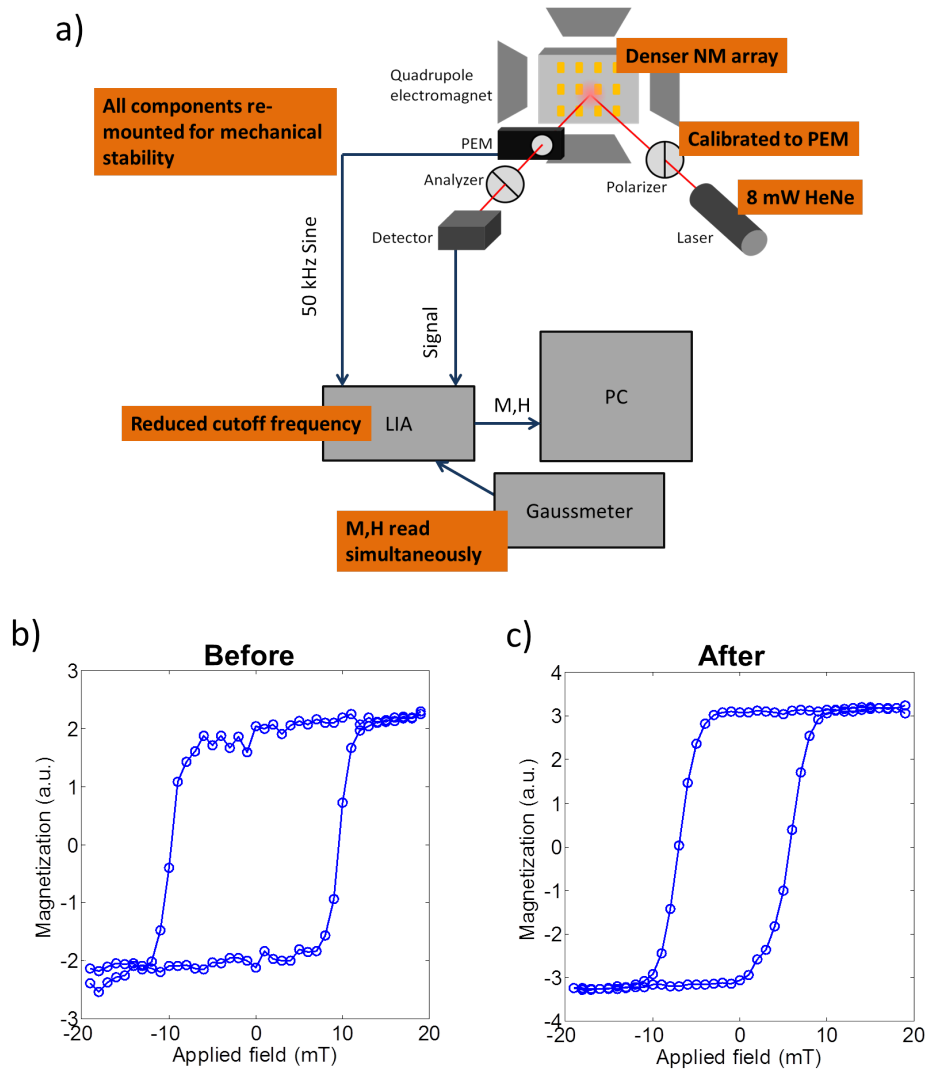 a)
Denser NM array
Quadrupole
electromagnet
All components re-
mounted for mechanical
stability
PEM
Calibrated to PEM
Analyzer
Polarizer
8 mW HeNe
Detector
Laser
50 kHz Sine
Signal
PC
M,H
Reduced cutoff frequency
LIA
Gaussmeter
M,H read
simultaneously
b)
Before
3
2
1
0
-1
-2
-3
-20
-10
0
10
20
Magnetization (a.u.)
Applied field (mT)
c)
After
4
3
2
1
0
-1
-2
-3
-4
-20
-10
0
10
20
Magnetization (a.u.)
Applied field (mT)